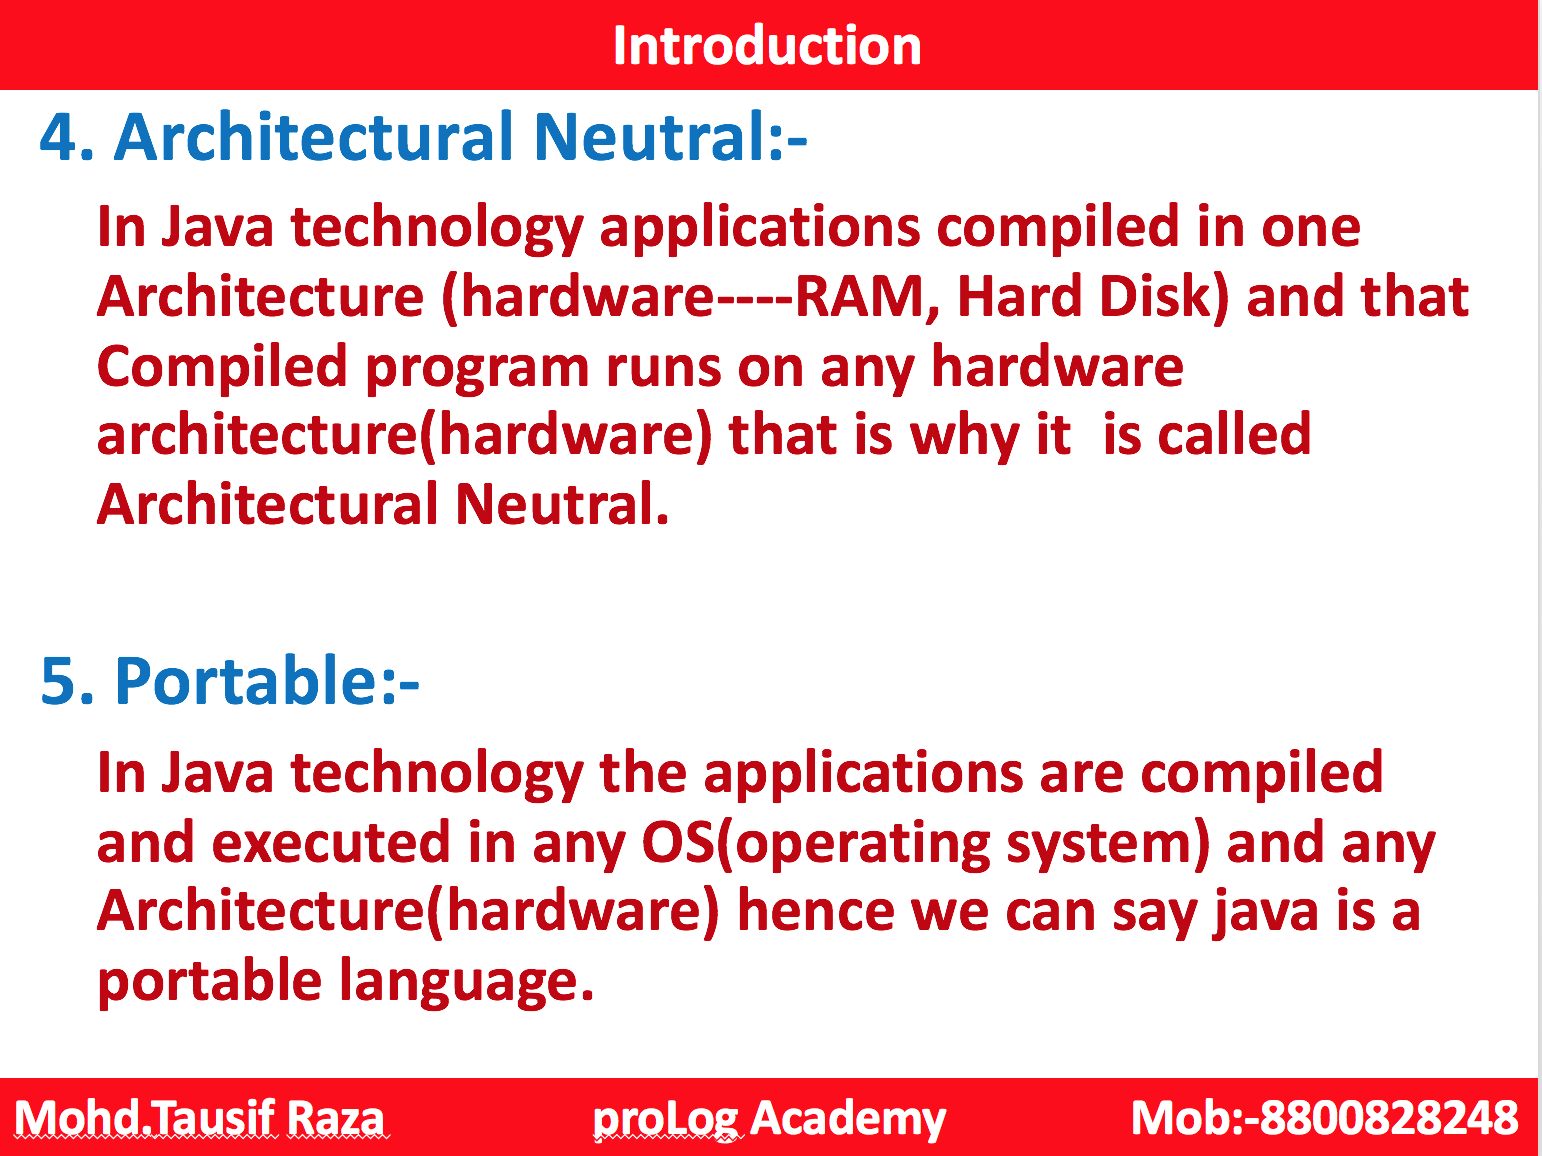 Introduction
4. Architectural Neutral:-
In Java technology applications compiled in one
Architecture (hardware----RAM, Hard Disk) and that
Compiled program runs on any hardware
architecture(hardware) that is why it  is called
Architectural Neutral.
5. Portable:-
In Java technology the applications are compiled
and executed in any OS(operating system) and any
Architecture(hardware) hence we can say java is a
portable language.
Mohd.Tausif Raza proLog Academy Mob:-8800828248